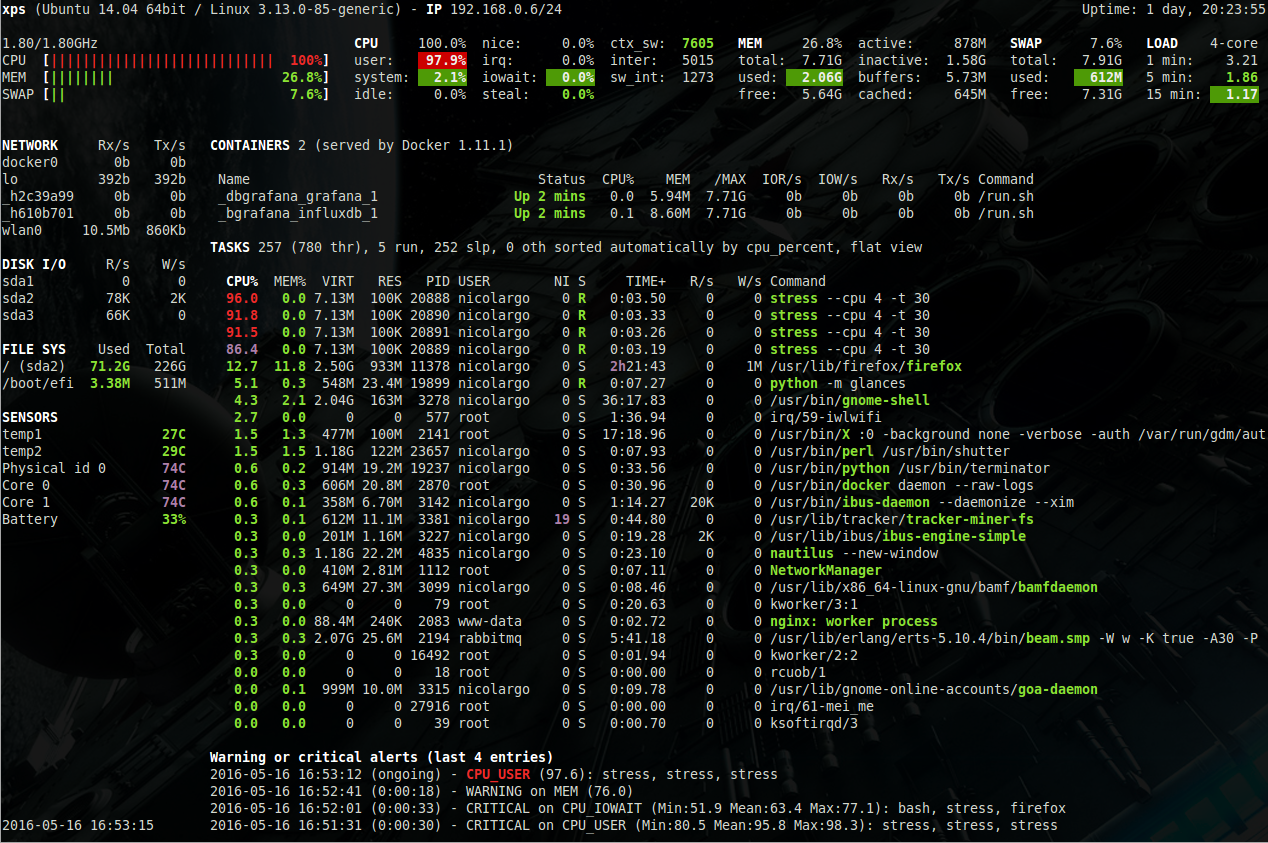 xps (Ubuntu 14.04 64bit / Linux 3.13.0-85-generic) - IP 192.168.0.6/24 Uptime: 1 day, 20:23:55
1.80/1.80GHz CPU 100.0% nice: 0.0% ctx_sw: 7605 MEM 26.8% active: 878M SWAP 7.6% LOAD 4-core
CPU [|||||||||||||||||||||||||||| 100%] user: 97.9% irq: 0.0% inter: 5015 total: 7.71G inactive: 1.58G total: 7.91G 1 min: 3.21
MEM [|||||||| 26.8%] system: 2.1% iowait: 0.0% sw_int: 1273 used: 2.06G buffers: 5.73M used: 612M 5 min: 1.86
SWAP [|| 7.6%] idle: 0.0% steal: 0.0% free: 5.64G cached: 645M free: 7.31G 15 min: 1.17
NETWORK Rx/s Tx/s CONTAINERS 2 (served by Docker 1.11.1)
docker0 0b 0b
lo 392b 392b Name Status CPU% MEM /MAX IOR/s IOW/s Rx/s Tx/s Command
_h2c39a99 0b 0b _dbgrafana_grafana_1 Up 2 mins 0.0 5.94M 7.71G 0b 0b 0b 0b /run.sh
_h610b701 0b 0b _bgrafana_influxdb_1 Up 2 mins 0.1 8.60M 7.71G 0b 0b 0b 0b /run.sh
wlan0 10.5Mb 860Kb
TASKS 257 (780 thr), 5 run, 252 slp, 0 oth sorted automatically by cpu_percent, flat view
DISK I/O R/s W/s
sda1 0 0 CPU% MEM% VIRT RES PID USER NI S TIME+ R/s W/s Command
sda2 78K 2K 96.0 0.0 7.13M 100K 20888 nicolargo 0 R 0:03.50 0 0 stress --cpu 4 -t 30
sda3 66K 0 91.8 0.0 7.13M 100K 20890 nicolargo 0 R 0:03.33 0 0 stress --cpu 4 -t 30
91.5 0.0 7.13M 100K 20891 nicolargo 0 R 0:03.26 0 0 stress --cpu 4 -t 30
FILE SYS Used Total 86.4 0.0 7.13M 100K 20889 nicolargo 0 R 0:03.19 0 0 stress --cpu 4 -t 30
/ (sda2) 71.2G 226G 12.7 11.8 2.50G 933M 11378 nicolargo 0 S 2h21:43 0 1M /usr/lib/firefox/firefox
/boot/efi 3.38M 511M 5.1 0.3 548M 23.4M 19899 nicolargo 0 R 0:07.27 0 0 python -m glances
4.3 2.1 2.04G 163M 3278 nicolargo 0 S 36:17.83 0 0 /usr/bin/gnome-shell
SENSORS 2.7 0.0 0 0 577 root 0 S 1:36.94 0 0 irq/59-iwlwifi
temp1 27C 1.5 1.3 477M 100M 2141 root 0 S 17:18.96 0 0 /usr/bin/X :0 -background none -verbose -auth /var/run/gdm/aut
temp2 29C 1.5 1.5 1.18G 122M 23657 nicolargo 0 S 0:07.93 0 0 /usr/bin/perl /usr/bin/shutter
Physical id 0 74C 0.6 0.2 914M 19.2M 19237 nicolargo 0 S 0:33.56 0 0 /usr/bin/python /usr/bin/terminator
Core 0 74C 0.6 0.3 606M 20.8M 2870 root 0 S 0:30.96 0 0 /usr/bin/docker daemon --raw-logs
Core 1 74C 0.6 0.1 358M 6.70M 3142 nicolargo 0 S 1:14.27 20K 0 /usr/bin/ibus-daemon --daemonize --xim
Battery 33% 0.3 0.1 612M 11.1M 3381 nicolargo 19 S 0:44.80 0 0 /usr/lib/tracker/tracker-miner-fs
0.3 0.0 201M 1.16M 3227 nicolargo 0 S 0:19.28 2K 0 /usr/lib/ibus/ibus-engine-simple
0.3 0.3 1.18G 22.2M 4835 nicolargo 0 S 0:23.10 0 0 nautilus --new-window
0.3 0.0 410M 2.81M 1112 root 0 S 0:07.11 0 0 NetworkManager
0.3 0.3 649M 27.3M 3099 nicolargo 0 S 0:08.46 0 0 /usr/lib/x86_64-linux-gnu/bamf/bamfdaemon
0.3 0.0 0 0 79 root 0 S 0:20.63 0 0 kworker/3:1
0.3 0.0 88.4M 240K 2083 www-data 0 S 0:02.72 0 0 nginx: worker process
0.3 0.3 2.07G 25.6M 2194 rabbitmq 0 S 5:41.18 0 0 /usr/lib/erlang/erts-5.10.4/bin/beam.smp -W w -K true -A30 -P
0.3 0.0 0 0 16492 root 0 S 0:01.94 0 0 kworker/2:2
0.0 0.0 0 0 18 root 0 S 0:00.00 0 0 rcuob/1
0.0 0.1 999M 10.0M 3315 nicolargo 0 S 0:09.78 0 0 /usr/lib/gnome-online-accounts/goa-daemon
0.0 0.0 0 0 27916 root 0 S 0:00.00 0 0 irq/61-mei_me
0.0 0.0 0 0 39 root 0 S 0:00.70 0 0 ksoftirqd/3
Warning or critical alerts (last 4 entries)
2016-05-16 16:53:12 (ongoing) - CPU_USER (97.6): stress, stress, stress
2016-05-16 16:52:41 (0:00:18) - WARNING on MEM (76.0)
2016-05-16 16:52:01 (0:00:33) - CRITICAL on CPU_IOWAIT (Min:51.9 Mean:63.4 Max:77.1): bash, stress, firefox
2016-05-16 16:53:15 2016-05-16 16:51:31 (0:00:30) - CRITICAL on CPU_USER (Min:80.5 Mean:95.8 Max:98.3): stress, stress, stress